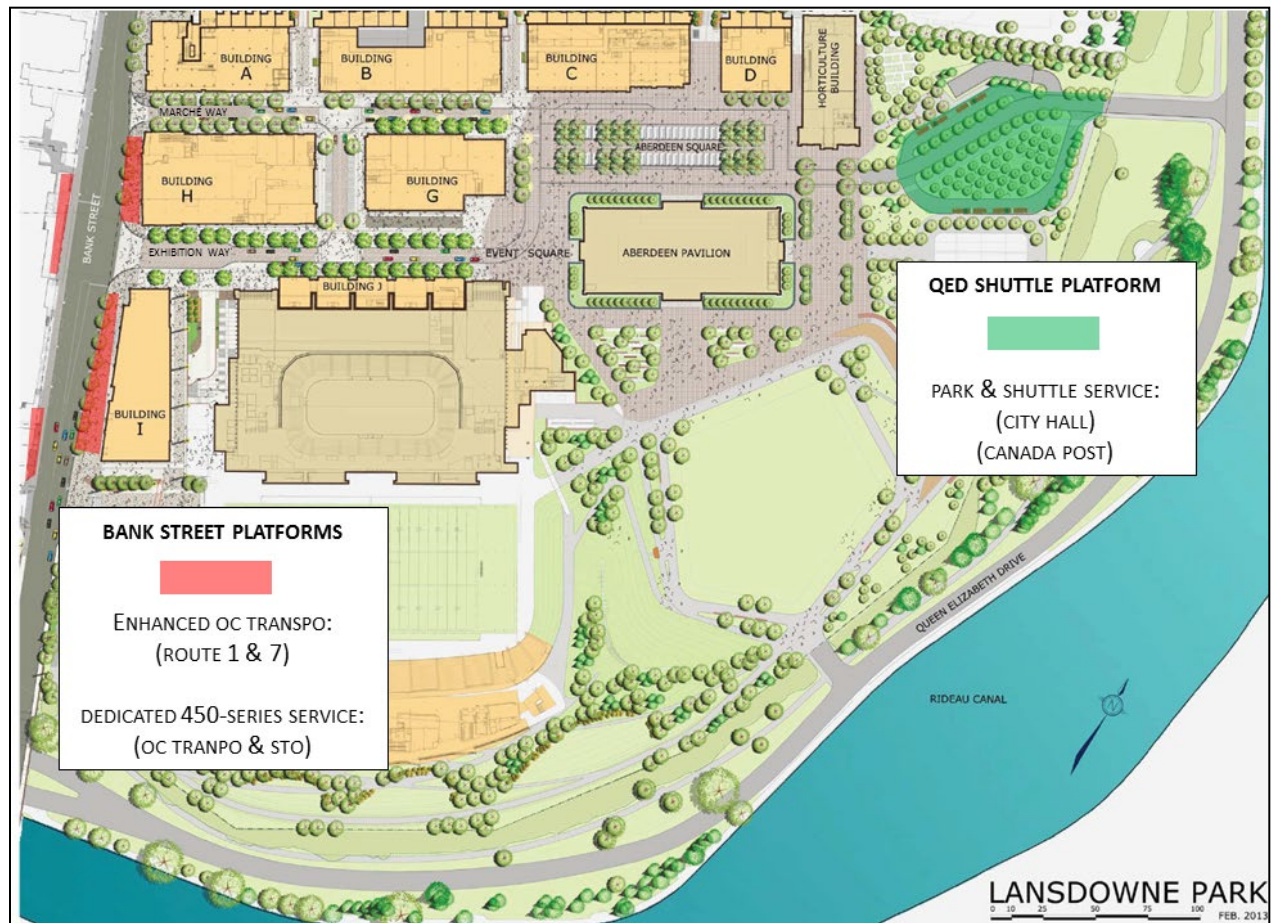 BUILDING
A
BUILDING
B
BUILDING
C
BUILDING
D
HORTICULTURE
BUILDING
MARCHÉ WAY
ABERDEEN SQUARE
BUILDING
H
BUILDING
G
BANK STREET
EXHIBITION WAY
EVENT SQUARE
ABERDEEN PAVILION
BUILDING J
BUILDING
I
QED SHUTTLE PLATFORM
PARK & SHUTTLE SERVICE:
(CITY HALL)
(CANADA POST)
BANK STREET PLATFORMS
ENHANCED OC TRANSPO:
(ROUTE 1 & 7)
DEDICATED 450-SERIES SERVICE:
(OC TRANPO & STO)
QUEEN ELIZABETH DRIVE
RIDEAU CANAL
N
LANSDOWNE PARK
0 10 25 50 75 100
FEB. 2013